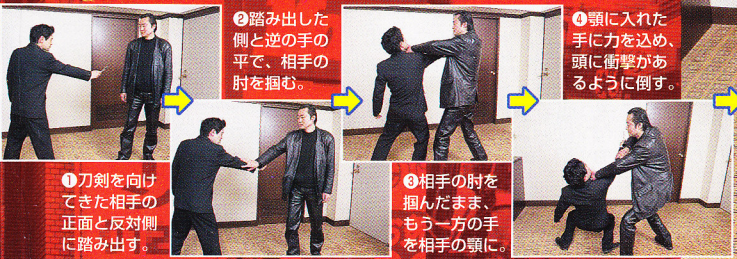 ❶刀剣を向け
てきた相手の
正面と反対側
に踏み出す。
❷踏み出した
側と逆の手の
平で、相手の
肘を掴む。
❸相手の肘を
掴んだまま、
もう一方の手
を相手の顎に。
❹顎に入れた
手に力を込め、
頭に衝撃があ
るように倒す。